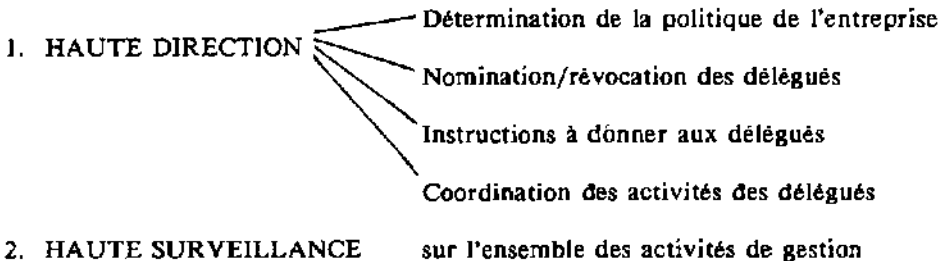 Détermination de la politique de l'entreprise
1. HAUTE DIRECTION
Nomination/révocation des délégués
Instructions à donner aux délégués
Coordination des activités des délégués
2. HAUTE SURVEILLANCE sur l'ensemble des activités de gestion